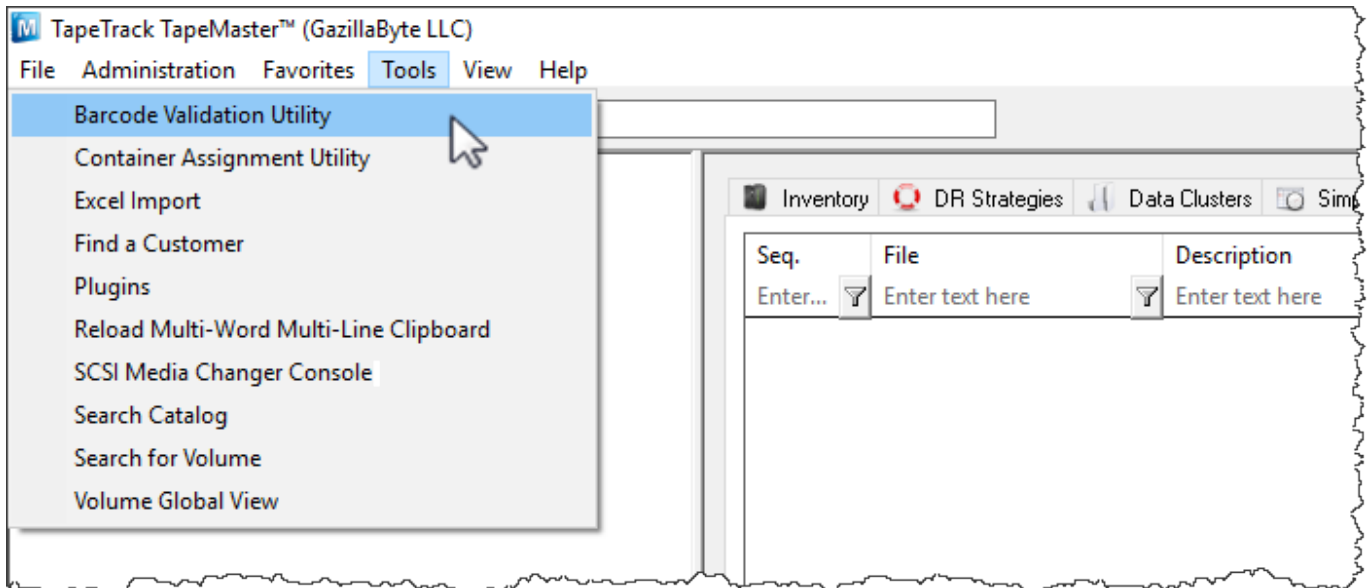 TapeTrack TapeMaster™ (GazillaByte LLC)
File Administration Favorites Tools View Help
Barcode Validation Utility
Container Assignment Utility
Excel Import
Find a Customer
Plugins
Reload Multi-Word Multi-Line Clipboard
SCSI Media Changer Console
Search Catalog
Search for Volume
Volume Global View
Inventory DR Strategies Data Clusters
Seq. File Description
Enter... Enter text here Enter text here